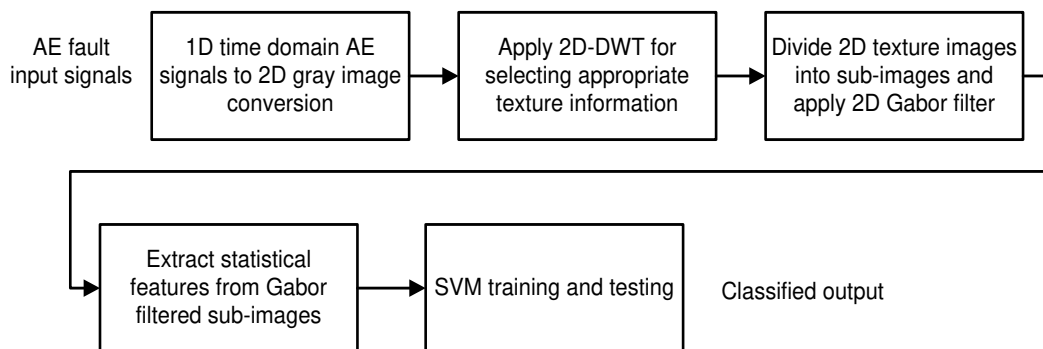 AE fault
input signals
1D time domain AE
signals to 2D gray image
conversion
Apply 2D-DWT for
selecting appropriate
texture information
Divide 2D texture images
into sub-images and
apply 2D Gabor filter
Extract statistical
features from Gabor
filtered sub-images
SVM training and testing
Classified output